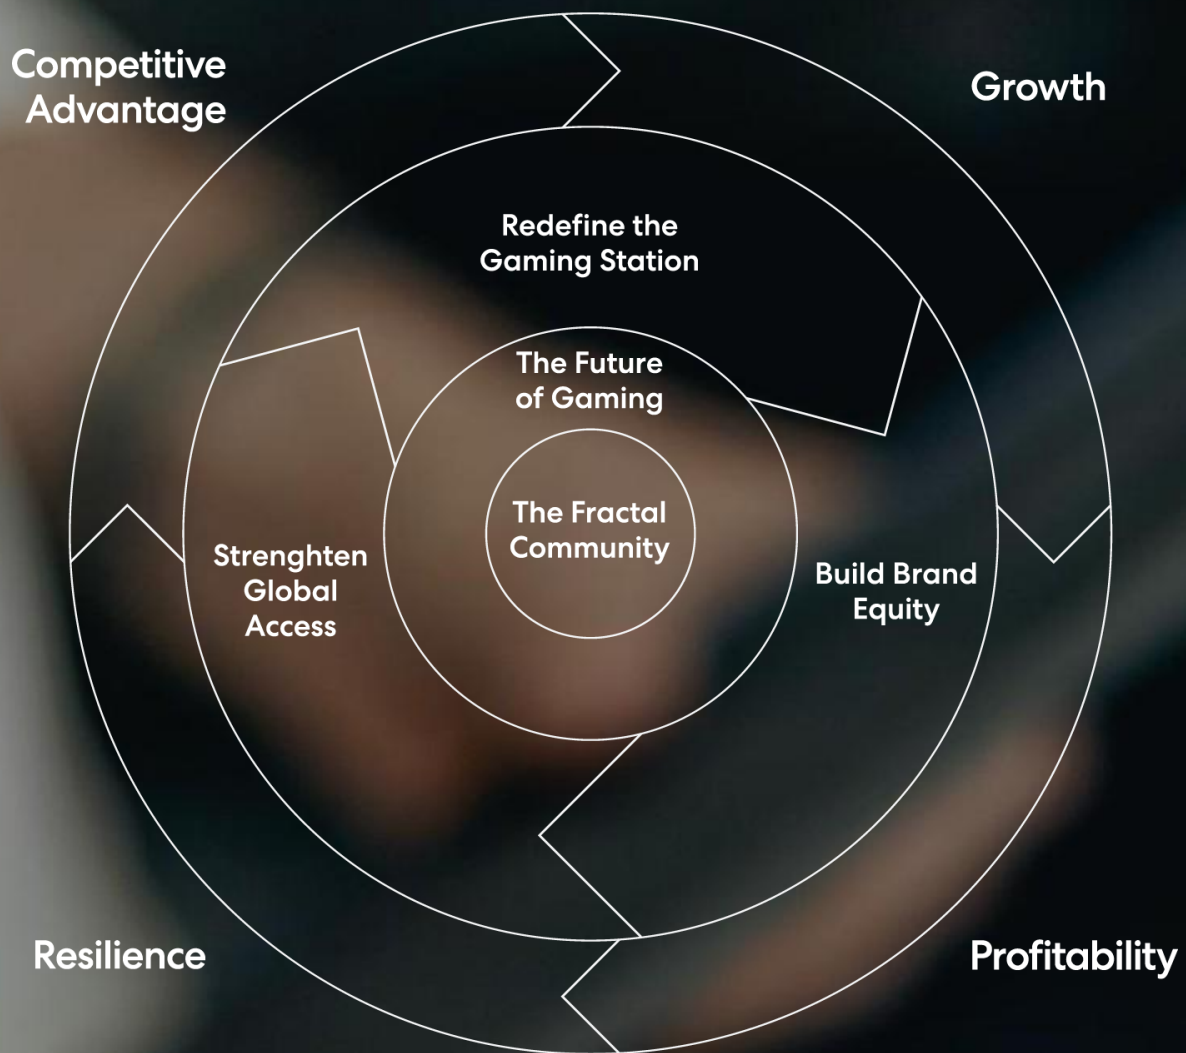 Competitive
Advantage
Growth
Redefine the
Gaming Station
The Future
of Gaming
The Fractal
Community
Strenghten
Global
Access
Build Brand
Equity
Resilience
Profitability